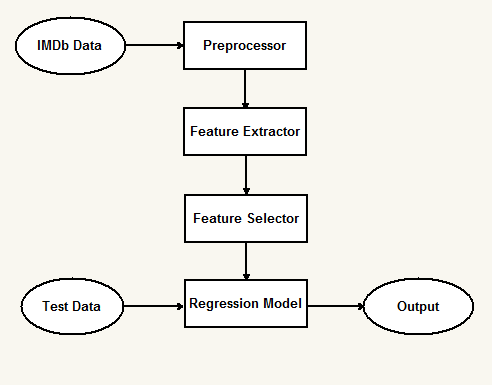 IMDb Data
Preprocessor
Feature Extractor
Feature Selector
Test Data
Regression Model
Output